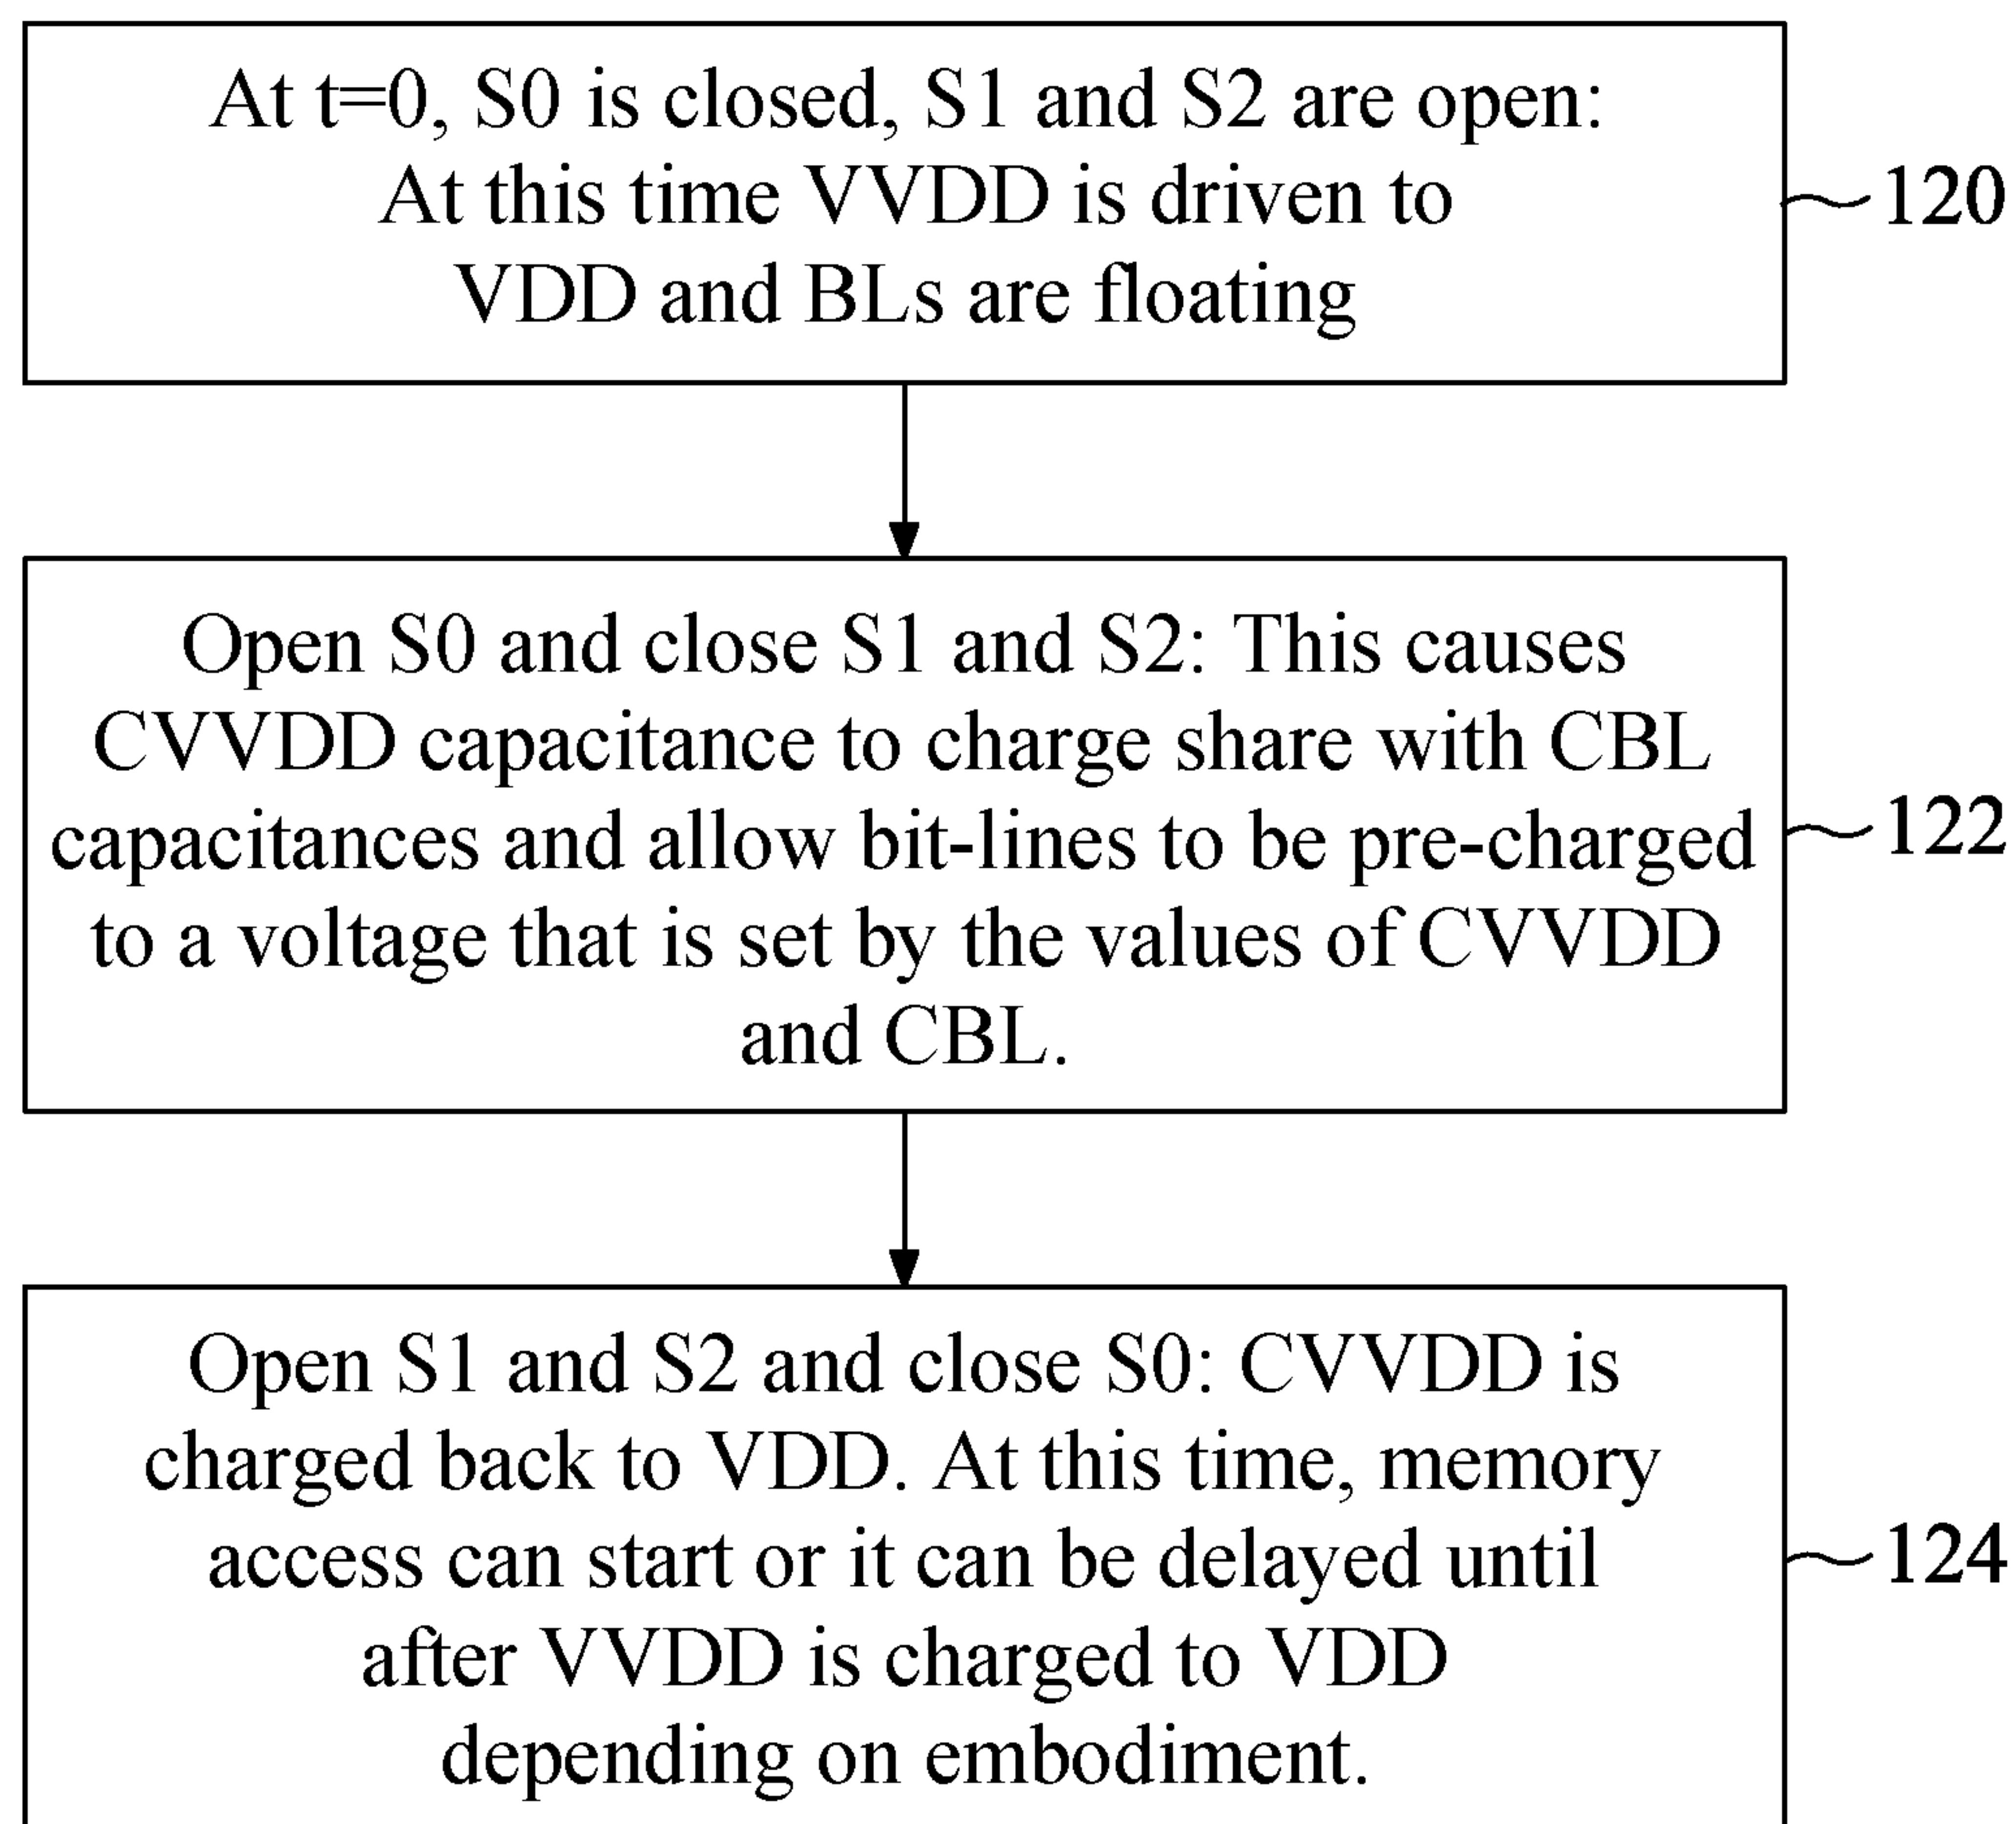 At t=0, S0 is closed, S1 and S2 are open:
At this time VVDD is driven to
VDD and BLs are floating
120
Open S0 and close S1 and S2: This causes
CVVDD capacitance to charge share with CBL
capacitances and allow bit-lines to be pre-charged
to a voltage that is set by the values of CVVDD
and CBL.
122
Open S1 and S2 and close S0: CVVDD is
charged back to VDD. At this time, memory
access can start or it can be delayed until
after VVDD is charged to VDD
depending on embodiment.
124